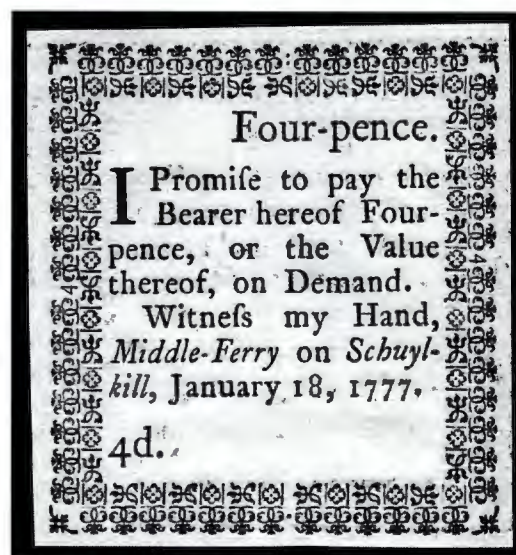 Four-pence.
I Promiſe to pay the
Bearer hereof Four-
pence, or the Value
thereof, on Demand.
Witneſs my Hand,
Middle-Ferry on Schuyl-
kill, January 18, 1777.
4d.